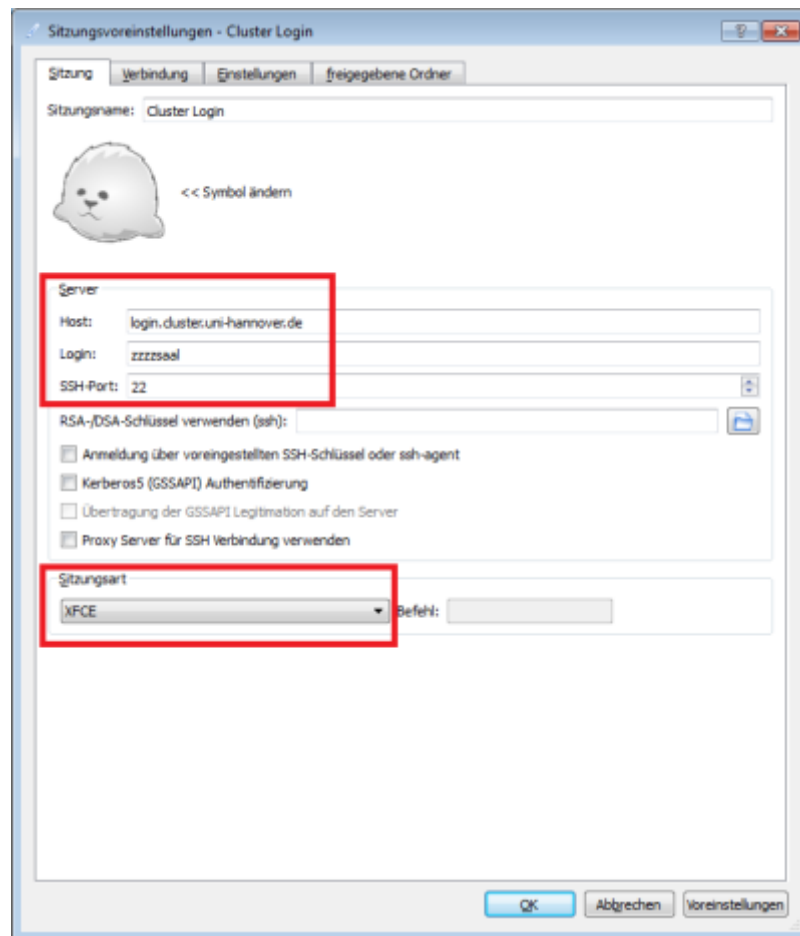 Sitzungsvoreinstellungen - Cluster Login
Sitzung Verbindung Einstellungen freigegebene Ordner
Sitzungsname: Cluster Login
<< Symbol ändern
Server
Host: login.cluster.uni-hannover.de
Login: zzzzsaal
SSH-Port: 22
RSA-/DSA-Schlüssel verwenden (ssh):
Anmeldung über voreingestellten SSH-Schlüssel oder ssh-agent
Kerberos5 (GSSAPI) Authentifizierung
Übertragung der GSSAPI Legitimation auf den Server
Proxy Server für SSH Verbindung verwenden
Sitzungsart
XFCE Befehl:
OK Abbrechen Voreinstellungen